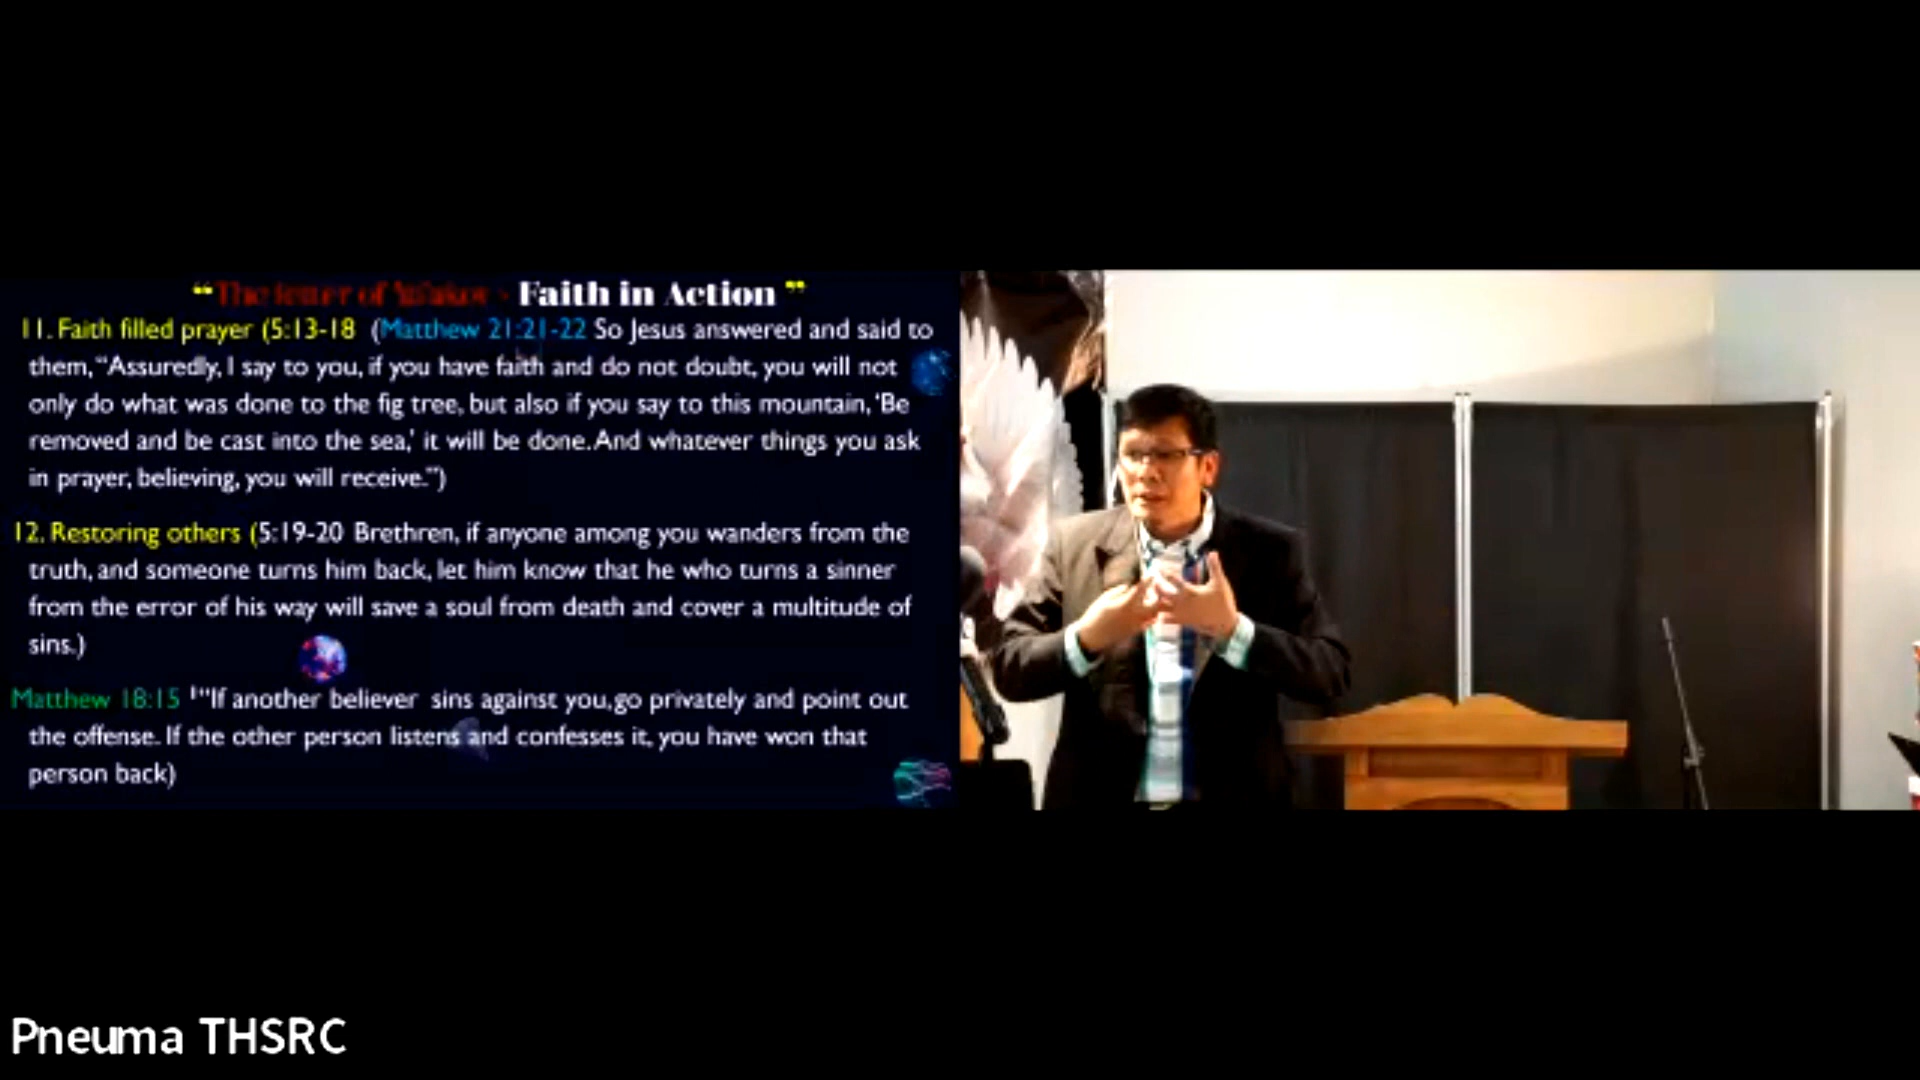 “The letter of Ya'akov - Faith in Action ”
11. Faith filled prayer (5:13-18 (Matthew 21:21-22 So Jesus answered and said to
them, “Assuredly, I say to you, if you have faith and do not doubt, you will not
only do what was done to the fig tree, but also if you say to this mountain, ‘Be
removed and be cast into the sea,’ it will be done. And whatever things you ask
in prayer, believing, you will receive.”)
12. Restoring others (5:19-20 Brethren, if anyone among you wanders from the
truth, and someone turns him back, let him know that he who turns a sinner
from the error of his way will save a soul from death and cover a multitude of
sins.)
Matthew 18:15 ¹“If another believer sins against you, go privately and point out
the offense. If the other person listens and confesses it, you have won that
person back)
Pneuma THSRC